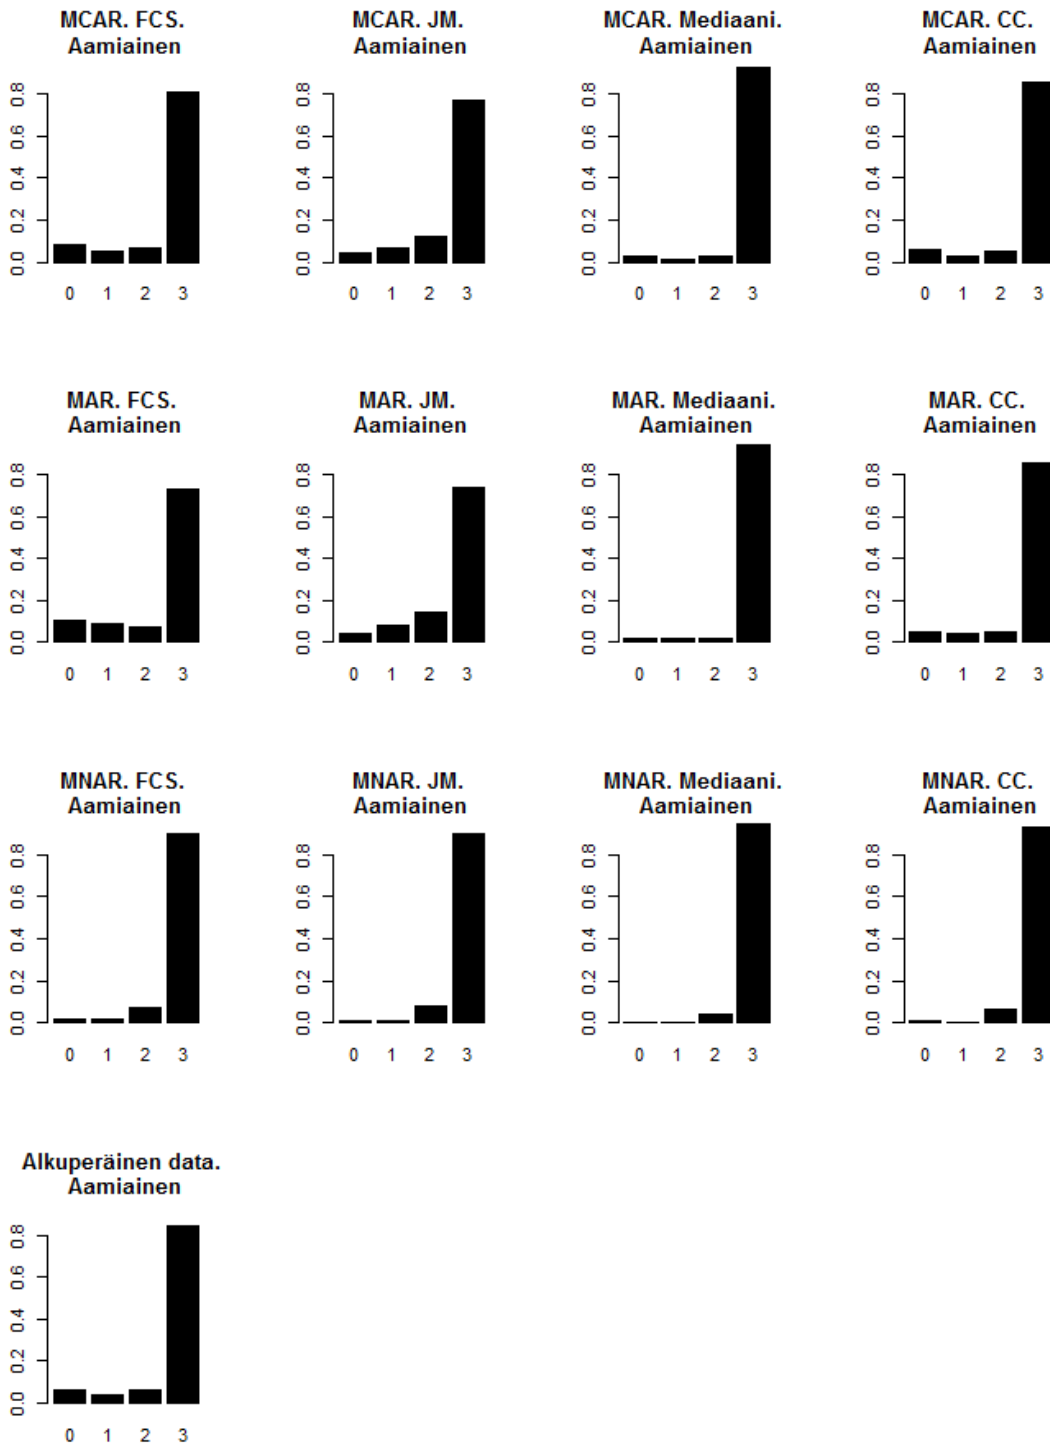 MCAR. FCS.
Aamiainen
0.0 0.2 0.4 0.6 0.8
0 1 2 3
MCAR. JM.
Aamiainen
0.0 0.2 0.4 0.6 0.8
0 1 2 3
MCAR. Mediaani.
Aamiainen
0.0 0.2 0.4 0.6 0.8
0 1 2 3
MCAR. CC.
Aamiainen
0.0 0.2 0.4 0.6 0.8
0 1 2 3
MAR. FCS.
Aamiainen
0.0 0.2 0.4 0.6 0.8
0 1 2 3
MAR. JM.
Aamiainen
0.0 0.2 0.4 0.6 0.8
0 1 2 3
MAR. Mediaani.
Aamiainen
0.0 0.2 0.4 0.6 0.8
0 1 2 3
MAR. CC.
Aamiainen
0.0 0.2 0.4 0.6 0.8
0 1 2 3
MNAR. FCS.
Aamiainen
0.0 0.2 0.4 0.6 0.8
0 1 2 3
MNAR. JM.
Aamiainen
0.0 0.2 0.4 0.6 0.8
0 1 2 3
MNAR. Mediaani.
Aamiainen
0.0 0.2 0.4 0.6 0.8
0 1 2 3
MNAR. CC.
Aamiainen
0.0 0.2 0.4 0.6 0.8
0 1 2 3
Alkuperäinen data.
Aamiainen
0.0 0.2 0.4 0.6 0.8
0 1 2 3